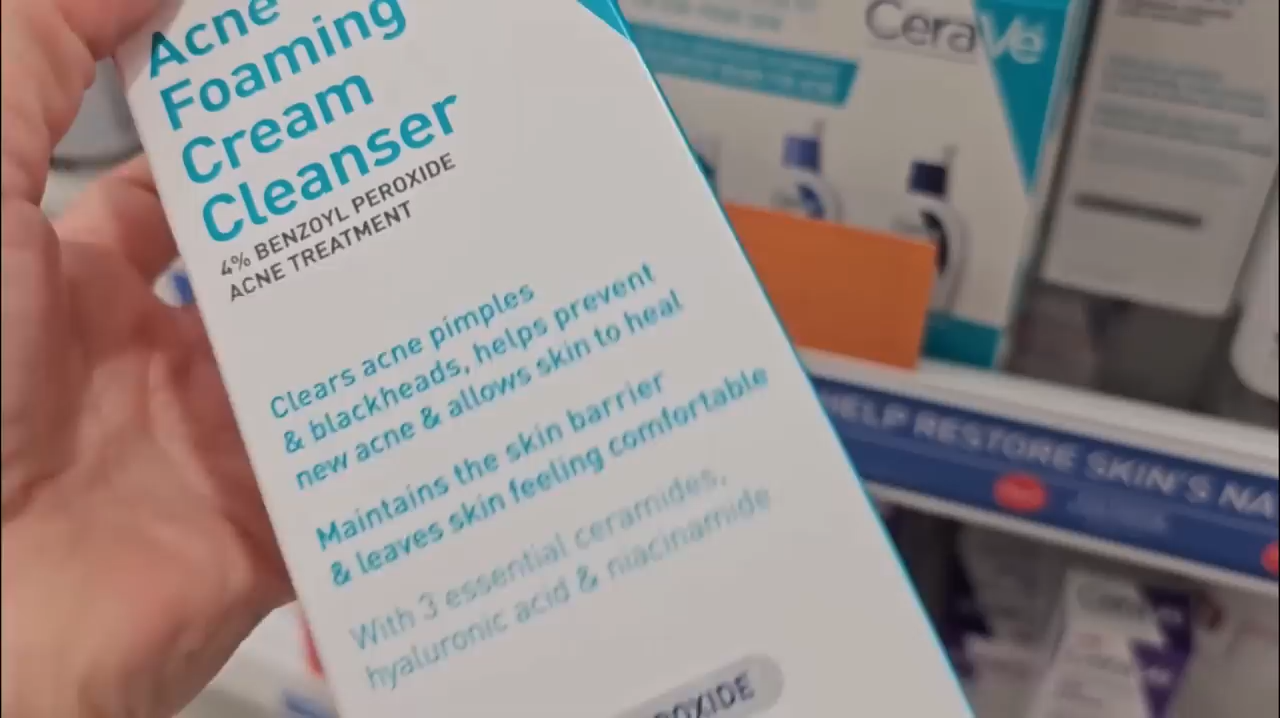 Acne
Foaming
Cream
Cleanser
4% BENZOYL PEROXIDE
ACNE TREATMENT
Clears acne pimples
& blackheads, helps prevent
new acne & allows skin to heal
Maintains the skin barrier
& leaves skin feeling comfortable
With 3 essential ceramides,
hyaluronic acid & niacinamide
CeraVe
HELP RESTORE SKIN'S NA